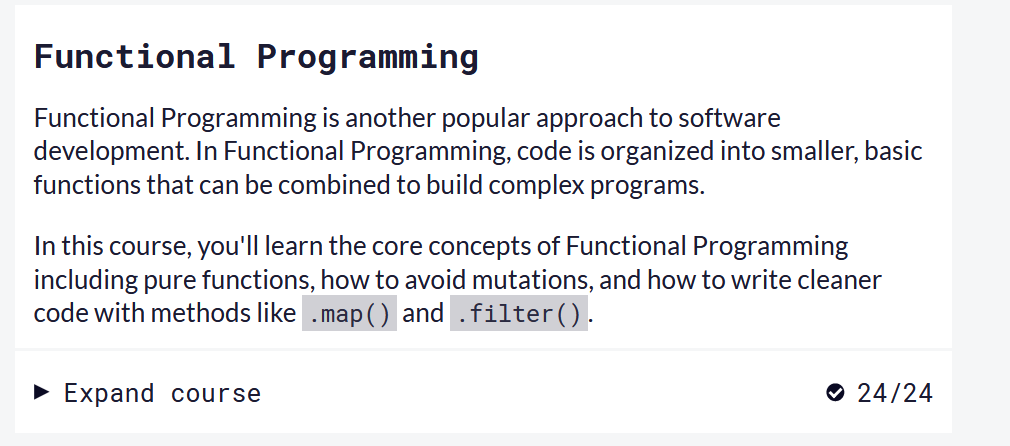 Functional Programming
Functional Programming is another popular approach to software
development. In Functional Programming, code is organized into smaller, basic
functions that can be combined to build complex programs.
In this course, you'll learn the core concepts of Functional Programming
including pure functions, how to avoid mutations, and how to write cleaner
code with methods like .map() and .filter().
Expand course 24/24